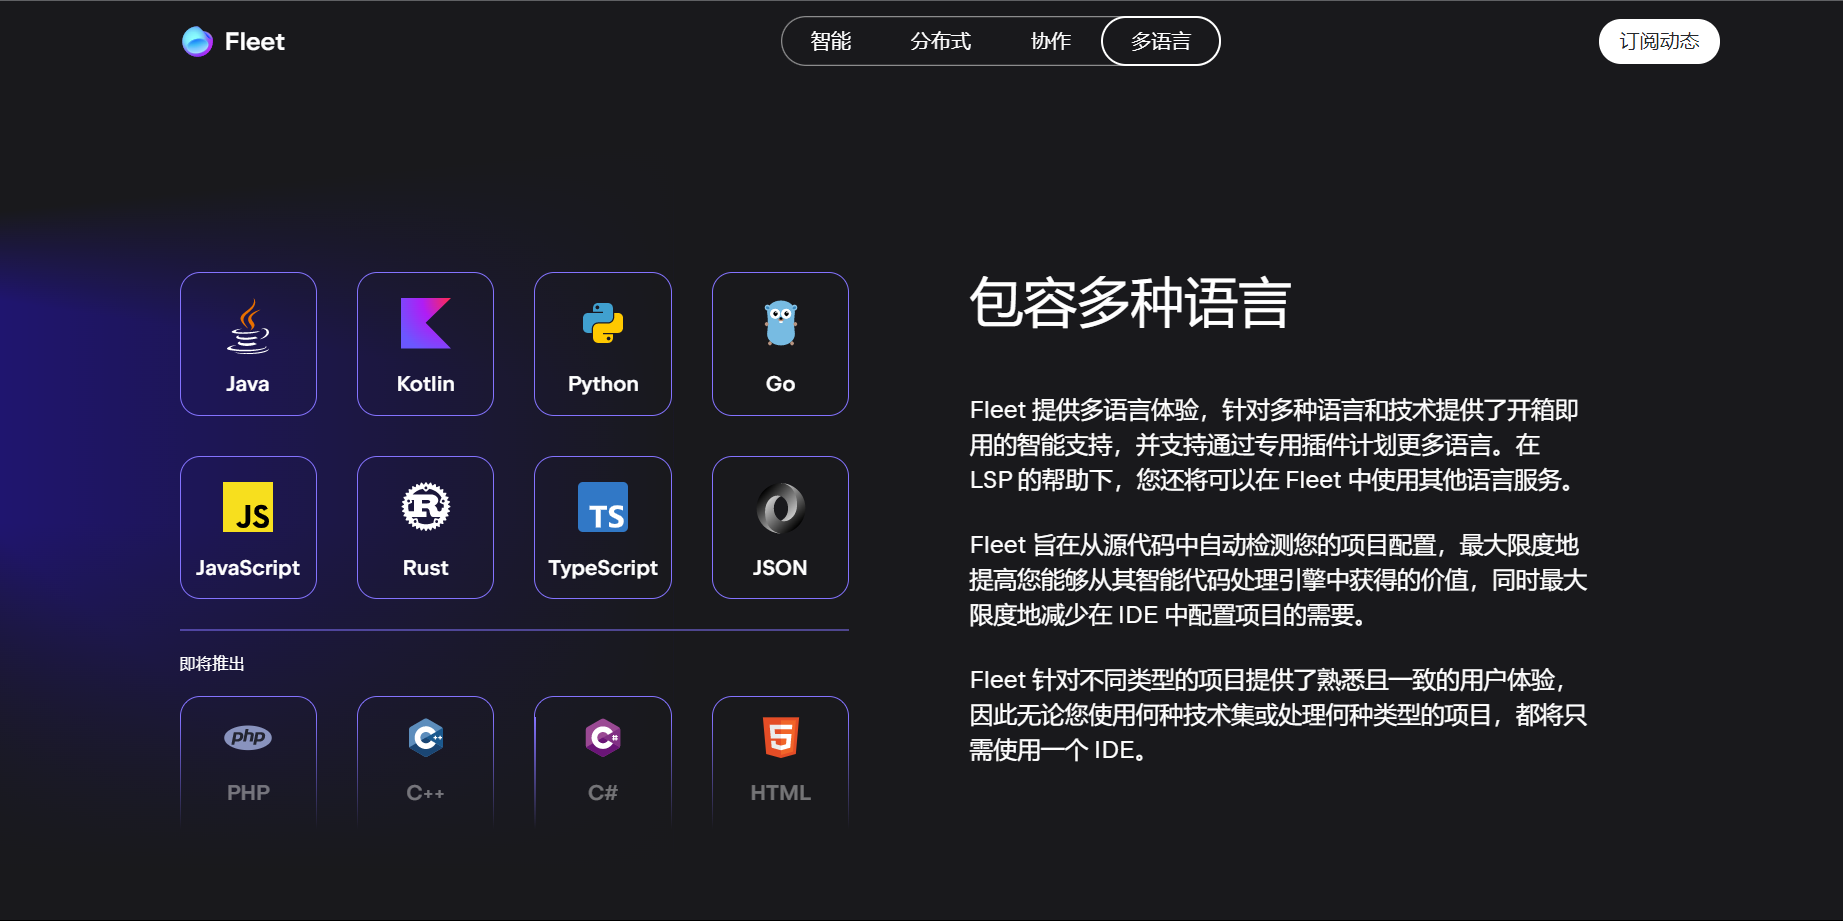 Fleet
智能
分布式
协作
多语言
订阅动态
Java
Kotlin
Python
Go
JS
JavaScript
R
Rust
TS
TypeScript
JSON
即将推出
php
PHP
C++
C++
C#
C#
5
HTML
包容多种语言
Fleet 提供多语言体验，针对多种语言和技术提供了开箱即
用的智能支持，并支持通过专用插件计划更多语言。在
LSP 的帮助下，您还将可以在 Fleet 中使用其他语言服务。
Fleet 旨在从源代码中自动检测您的项目配置，最大限度地
提高您能够从其智能代码处理引擎中获得的价值，同时最大
限度地减少在 IDE 中配置项目的需要。
Fleet 针对不同类型的项目提供了熟悉且一致的用户体验，
因此无论您使用何种技术集或处理何种类型的项目，都将只
需使用一个 IDE。